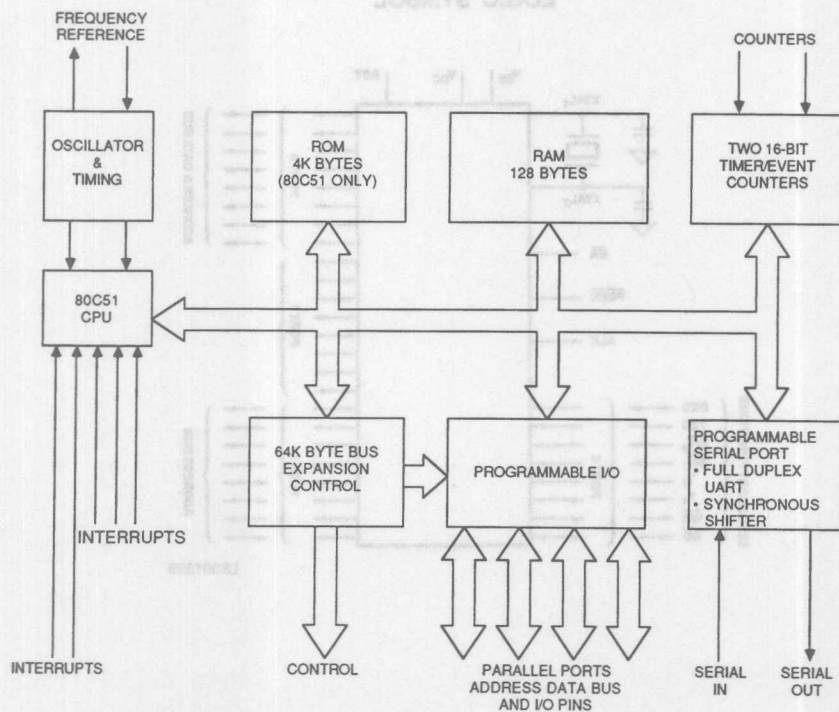 FREQUENCY
REFERENCE
COUNTERS
OSCILLATOR
&
TIMING
ROM
4K BYTES
(80C51 ONLY)
RAM
128 BYTES
TWO 16-BIT
TIMER/EVENT
COUNTERS
80C51
CPU
64K BYTE BUS
EXPANSION
CONTROL
PROGRAMMABLE I/O
PROGRAMMABLE
SERIAL PORT
• FULL DUPLEX
UART
• SYNCHRONOUS
SHIFTER
INTERRUPTS
INTERRUPTS
CONTROL
PARALLEL PORTS
ADDRESS DATA BUS
AND I/O PINS
SERIAL
IN
SERIAL
OUT